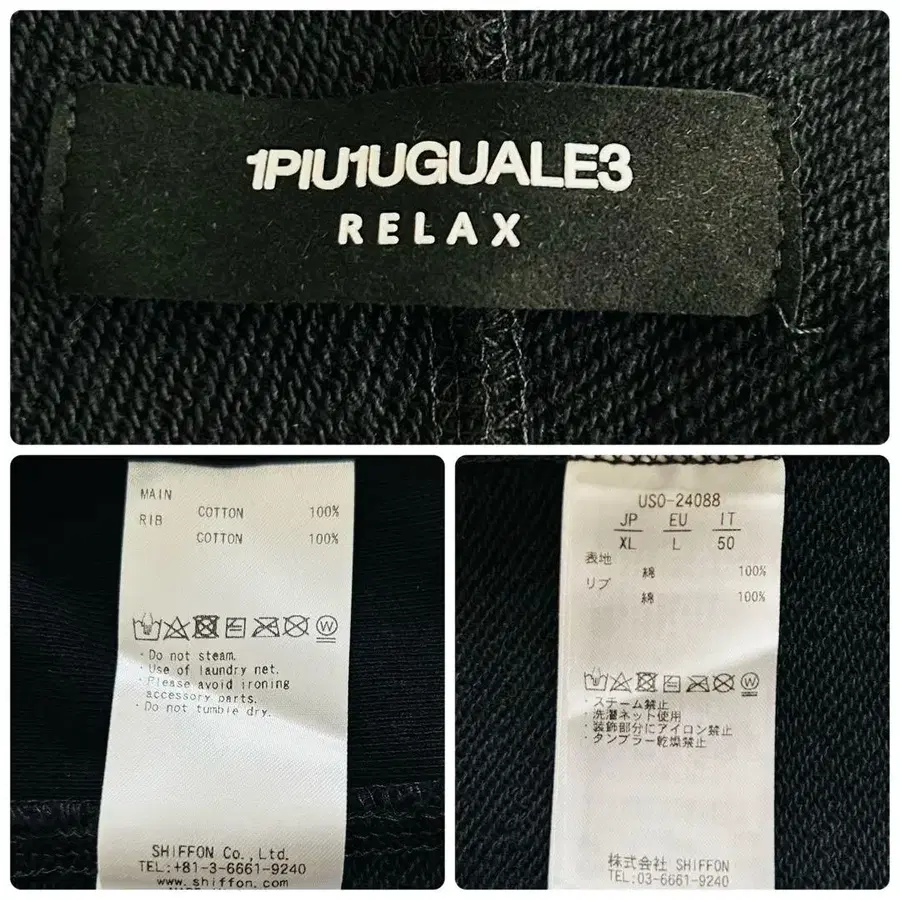 1PIU1UGUALE3
RELAX
MAIN
COTTON 100%
RIB
COTTON 100%
・Do not steam.
・Use of laundry net.
・Please avoid ironing
accessory parts.
・Do not tumble dry.
SHIFFON Co., Ltd.
TEL:+81-3-6661-9240
www.shiffon.com
USO-24088
JP EU IT
XL L 50
表地
綿 100%
リブ
綿 100%
・スチーム禁止
・洗濯ネット使用
・装飾部分にアイロン禁止
・タンブラー乾燥禁止
株式会社 SHIFFON
TEL:03-6661-9240